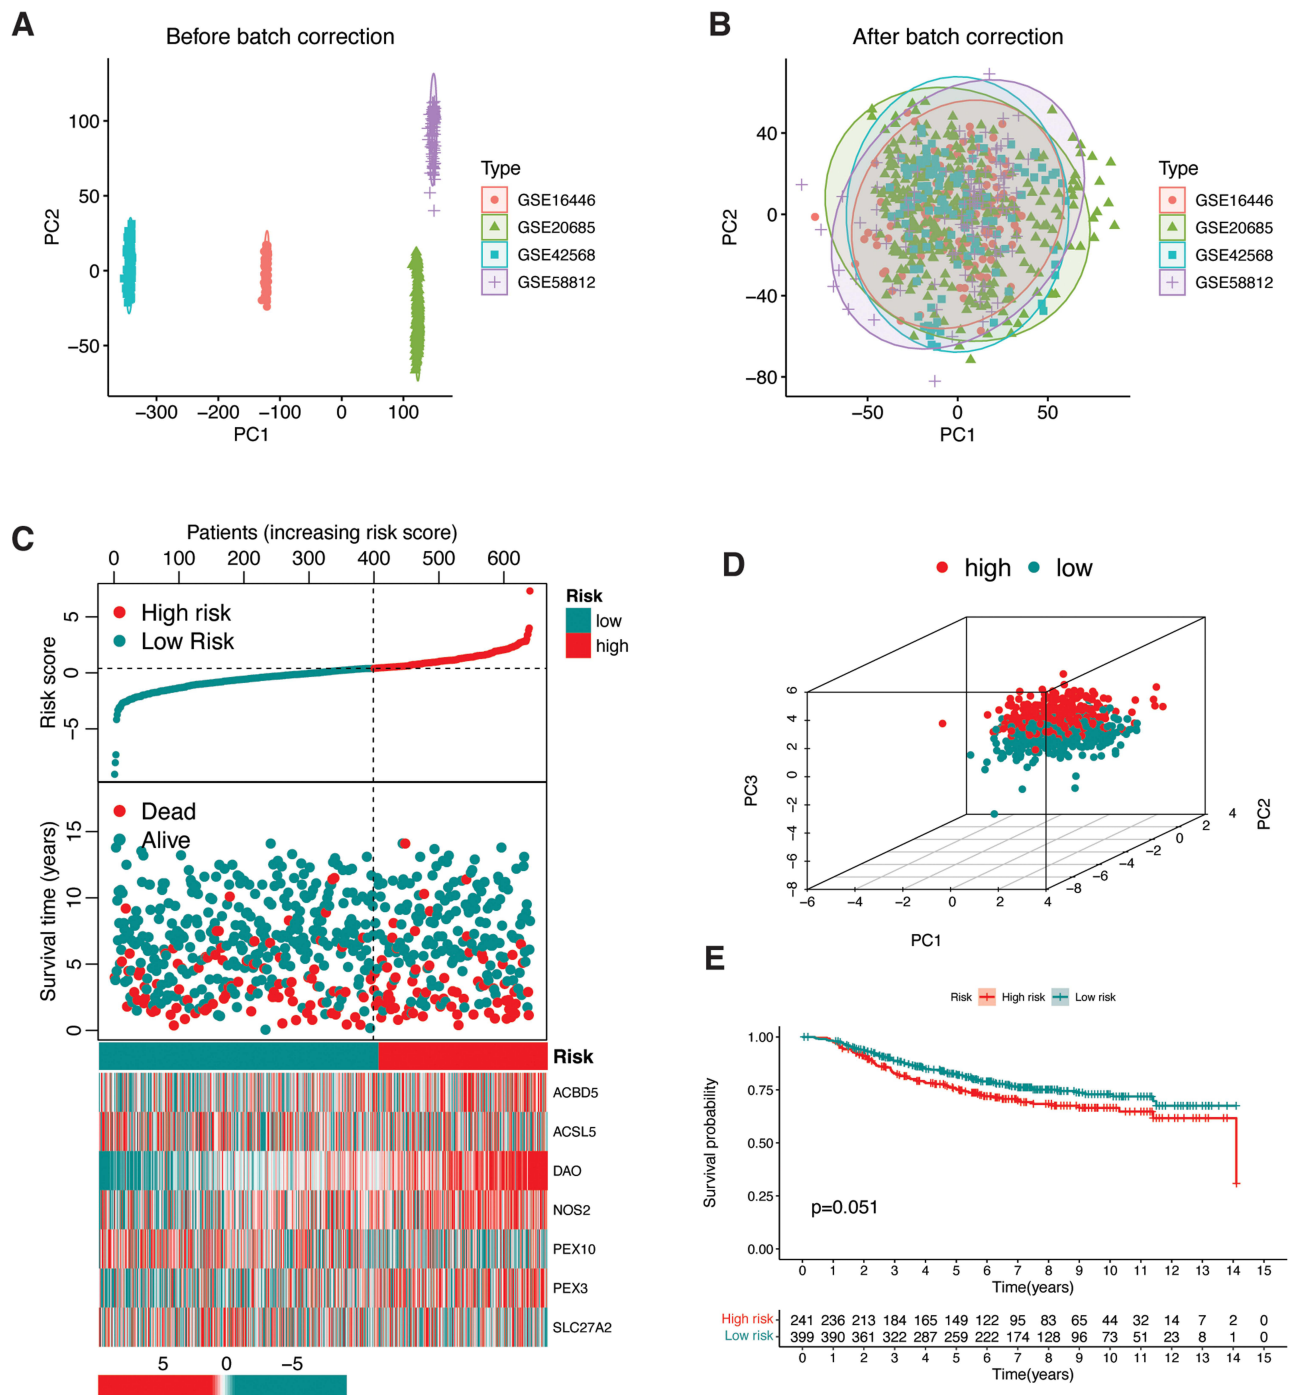 A
Before batch correction
100
50
0
−50
PC2
−300 −200 −100 0 100
PC1
Type
GSE16446
GSE20685
GSE42568
GSE58812
B
After batch correction
40
0
−40
−80
PC2
−50 0 50
PC1
Type
GSE16446
GSE20685
GSE42568
GSE58812
C
Patients (increasing risk score)
0 100 200 300 400 500 600
High risk
Low Risk
5
0
−5
Risk score
Risk
low
high
Dead
Alive
15
10
5
0
Survival time (years)
Risk
ACBD5
ACSL5
DAO
NOS2
PEX10
PEX3
SLC27A2
5 0 −5
D
high low
6
4
2
0
−2
−4
−6
−8
PC3
−6 −4 −2 0 2 4
PC1
−8 −6 −4 −2 0 2 4
PC2
E
Risk High risk Low risk
1.00
0.75
0.50
0.25
0.00
Survival probability
p=0.051
0 1 2 3 4 5 6 7 8 9 10 11 12 13 14 15
Time(years)
High risk 241 236 213 184 165 149 122 95 83 65 44 32 14 7 2 0
Low risk 399 390 361 322 287 259 222 174 128 96 73 51 23 8 1 0
0 1 2 3 4 5 6 7 8 9 10 11 12 13 14 15
Time(years)